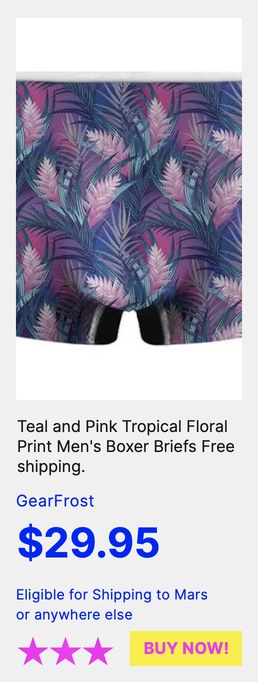 Teal and Pink Tropical Floral
Print Men's Boxer Briefs Free
shipping.
GearFrost
$29.95
Eligible for Shipping to Mars
or anywhere else
BUY NOW!